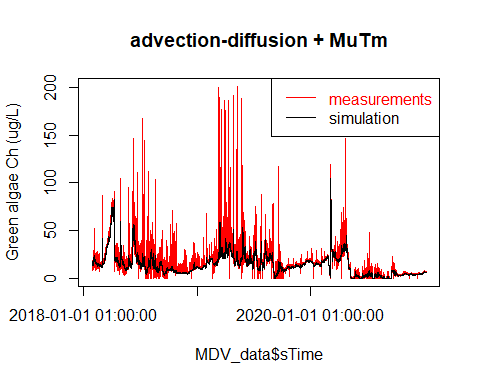 advection-diffusion + MuTm
Green algae Ch (ug/L)
200
150
100
50
0
measurements
simulation
2018-01-01 01:00:00
2020-01-01 01:00:00
MDV_data$sTime